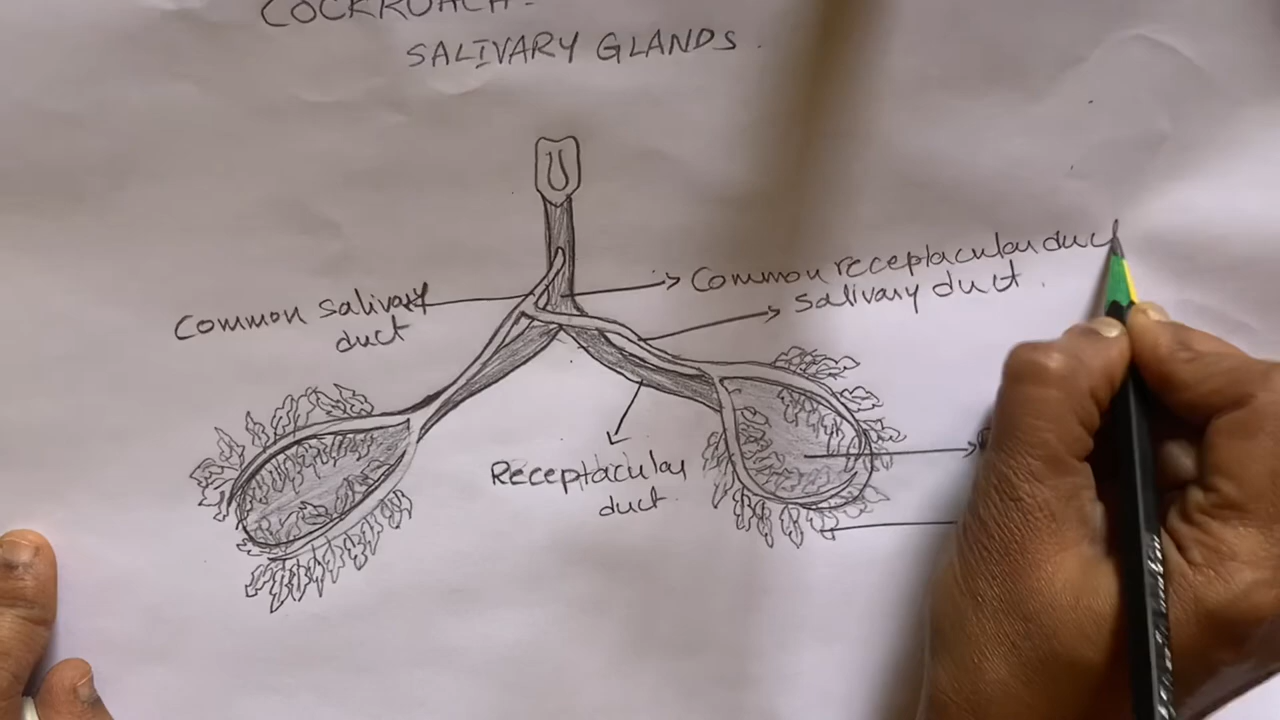 COCKROACH-
SALIVARY GLANDS.
Common receptacular duct
salivary duct.
Common salivary
duct
Receptacular
duct.